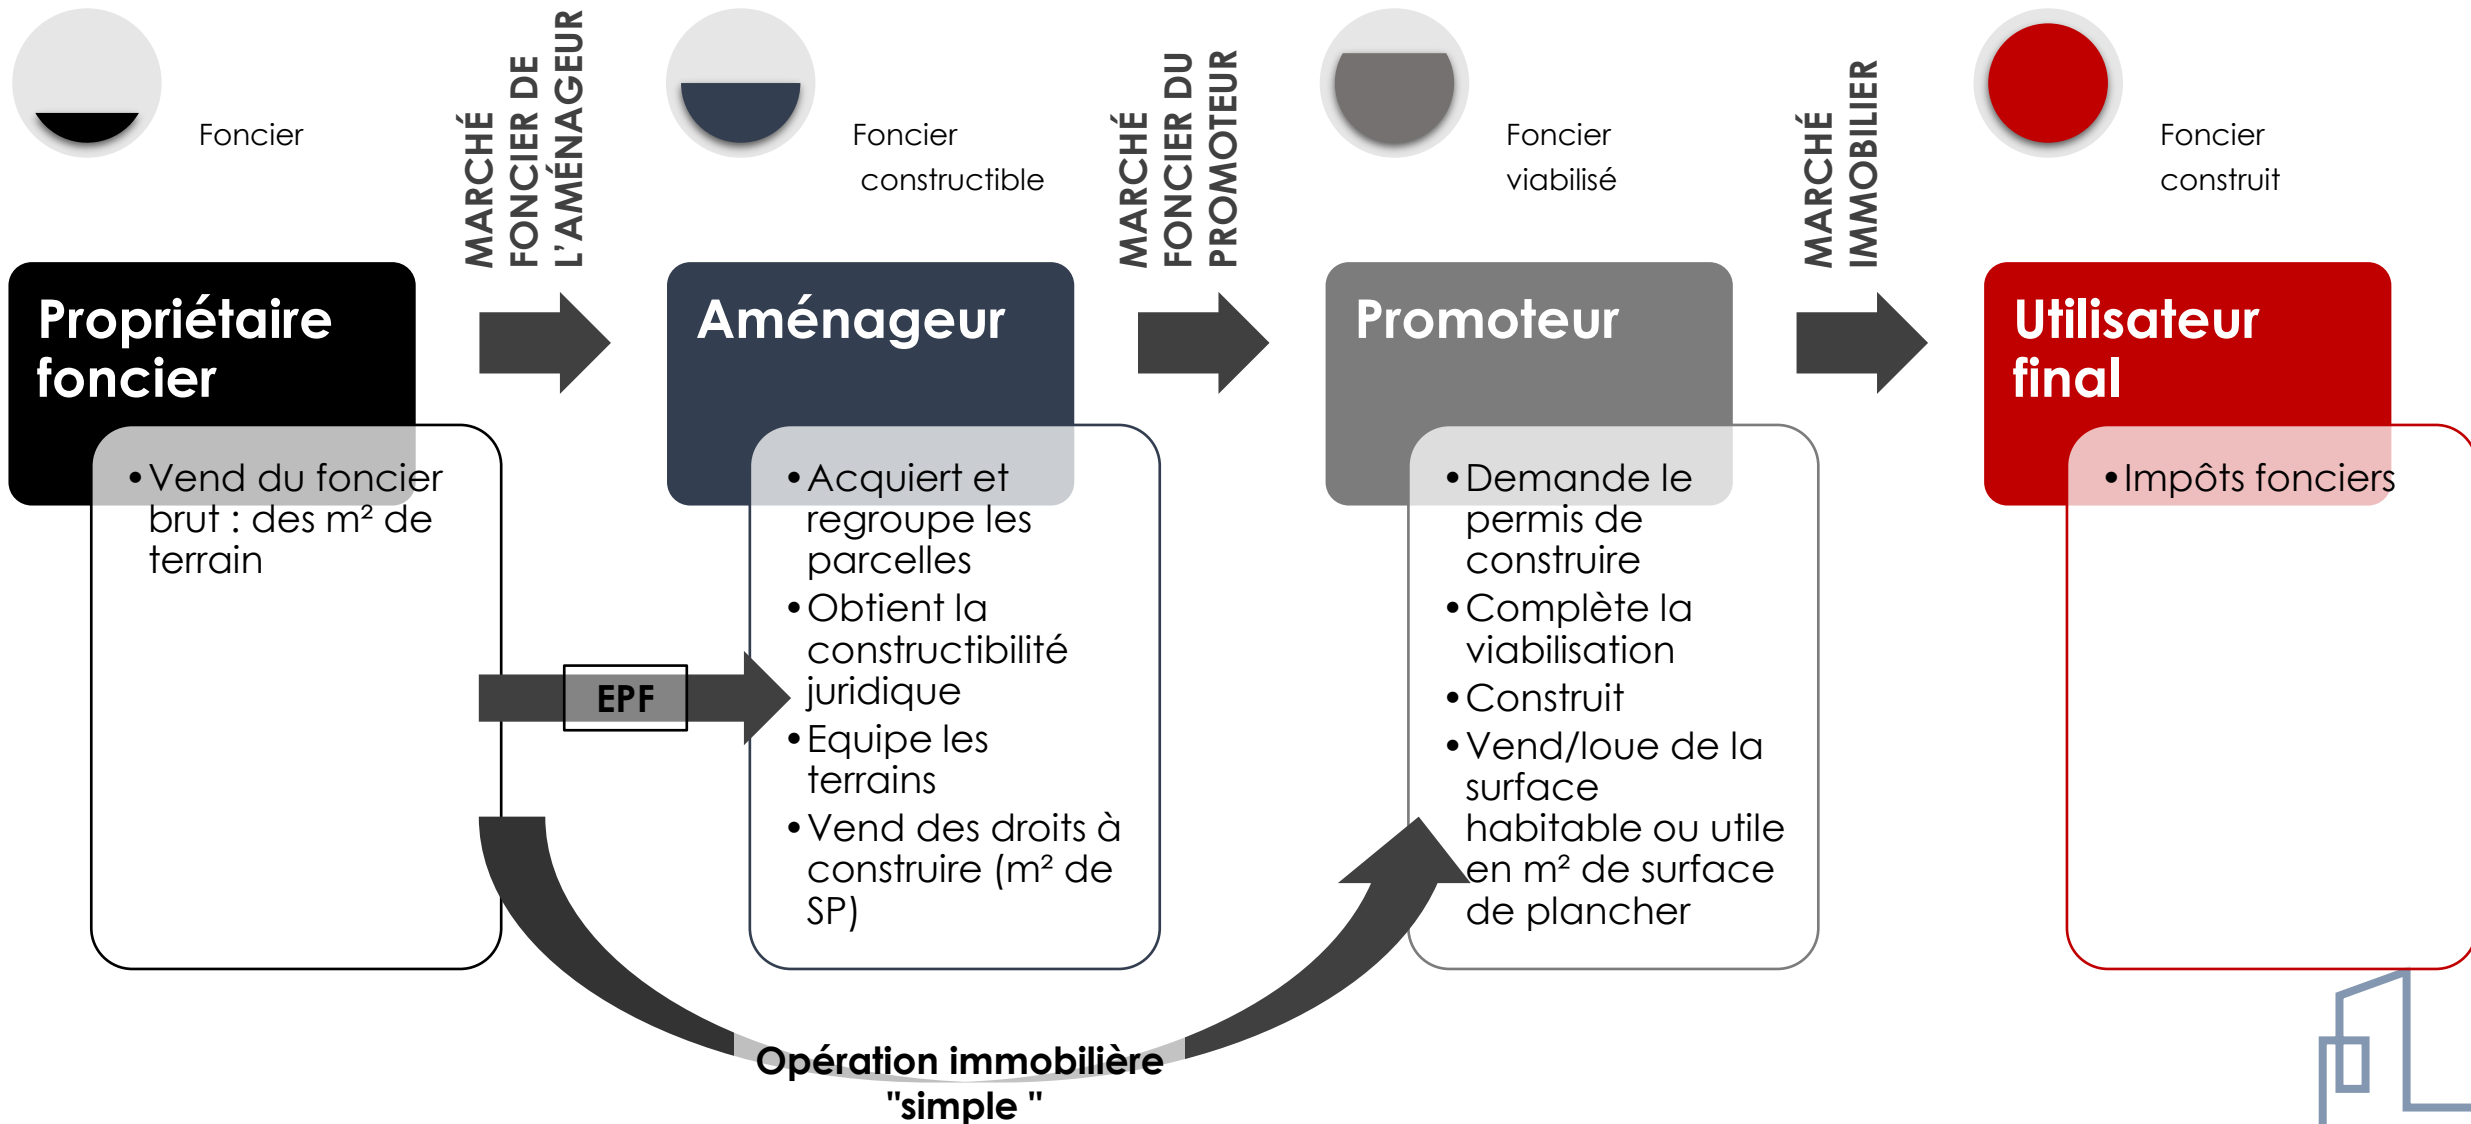 Foncier
MARCHÉ
FONCIER DE
L'AMÉNAGEUR
Foncier
constructible
MARCHÉ
FONCIER DU
PROMOTEUR
Foncier
viabilisé
MARCHÉ
IMMOBILIER
Foncier
construit
Propriétaire
foncier
•Vend du foncier
brut : des m² de
terrain
EPF
Aménageur
•Acquiert et
regroupe les
parcelles
•Obtient la
constructibilité
juridique
•Equipe les
terrains
•Vend des droits à
construire (m² de
SP)
Promoteur
•Demande le
permis de
construire
•Complète la
viabilisation
•Construit
•Vend/loue de la
surface
habitable ou utile
en m² de surface
de plancher
Utilisateur
final
•Impôts fonciers
Opération immobilière
"simple "